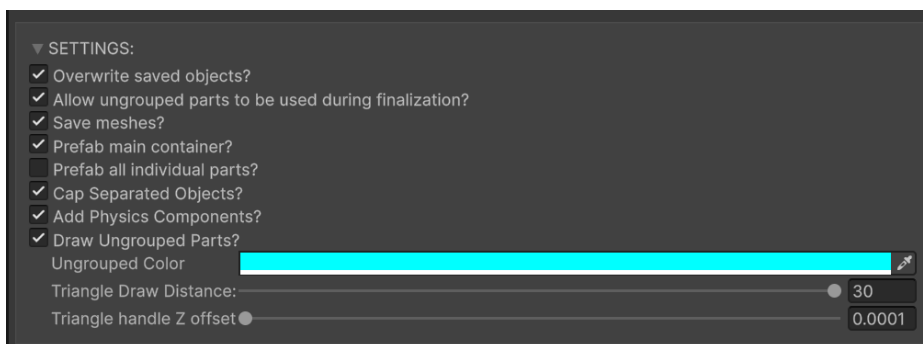 SETTINGS:
Overwrite saved objects?
Allow ungrouped parts to be used during finalization?
Save meshes?
Prefab main container?
Prefab all individual parts?
Cap Separated Objects?
Add Physics Components?
Draw Ungrouped Parts?
Ungrouped Color
Triangle Draw Distance: 30
Triangle handle Z offset 0.0001